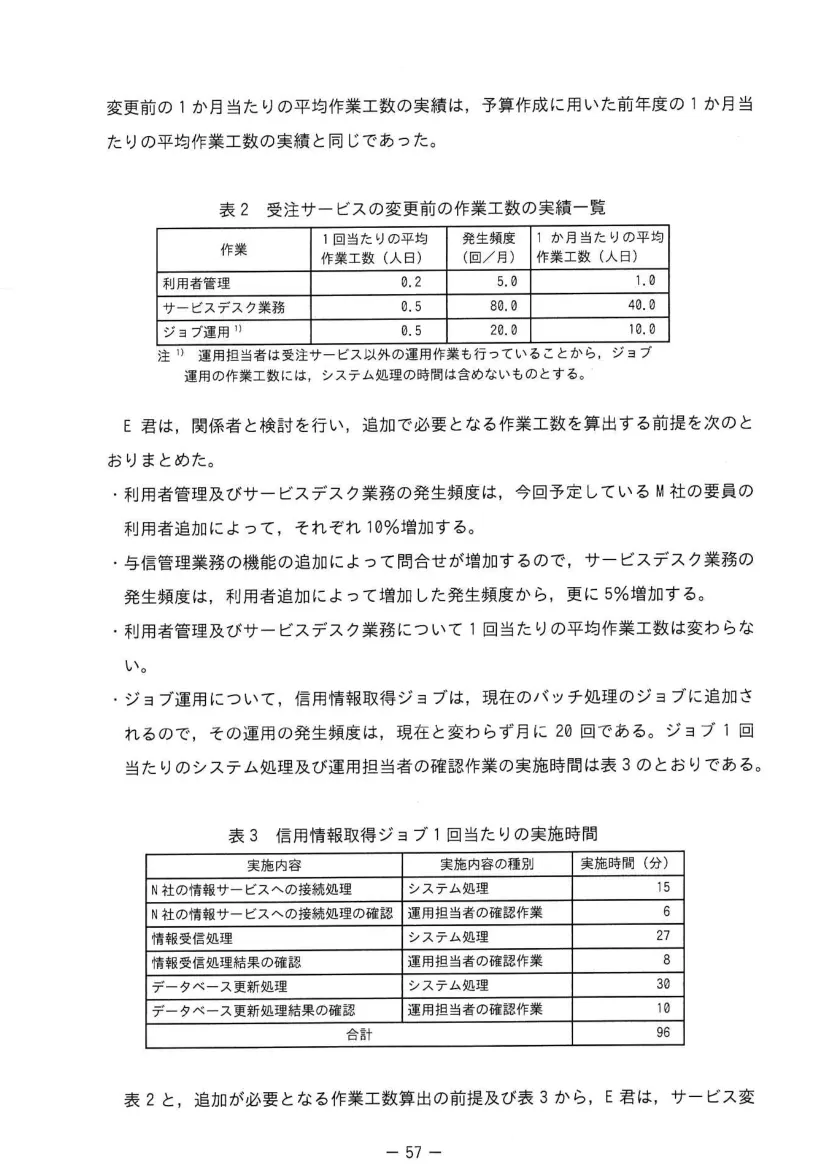 変更前の1か月当たりの平均作業工数の実績は，予算作成に用いた前年度の1か月当
たりの平均作業工数の実績と同じであった。
表2　受注サービスの変更前の作業工数の実績一覧
作業　1回当たりの平均作業工数（人日）　発生頻度（回／月）　1 か月当たりの平均作業工数（人日）
利用者管理　0.2　5.0　1.0
サービスデスク業務　0.5　80.0　40.0
ジョブ運用 1)　0.5　20.0　10.0
注 1)　運用担当者は受注サービス以外の運用作業も行っていることから，ジョブ
運用の作業工数には，システム処理の時間は含めないものとする。
E 君は，関係者と検討を行い，追加で必要となる作業工数を算出する前提を次のと
おりまとめた。
・利用者管理及びサービスデスク業務の発生頻度は，今回予定している M 社の要員の
利用者追加によって，それぞれ 10％増加する。
・与信管理業務の機能の追加によって問合せが増加するので，サービスデスク業務の
発生頻度は，利用者追加によって増加した発生頻度から，更に 5％増加する。
・利用者管理及びサービスデスク業務について 1 回当たりの平均作業工数は変わらな
い。
・ジョブ運用について，信用情報取得ジョブは，現在のバッチ処理のジョブに追加さ
れるので，その運用の発生頻度は，現在と変わらず月に 20 回である。ジョブ 1 回
当たりのシステム処理及び運用担当者の確認作業の実施時間は表 3 のとおりである。
表3　信用情報取得ジョブ1回当たりの実施時間
実施内容　実施内容の種別　実施時間（分）
N 社の情報サービスへの接続処理　システム処理　15
N 社の情報サービスへの接続処理の確認　運用担当者の確認作業　6
情報受信処理　システム処理　27
情報受信処理結果の確認　運用担当者の確認作業　8
データベース更新処理　システム処理　30
データベース更新処理結果の確認　運用担当者の確認作業　10
合計　96
表 2 と，追加が必要となる作業工数算出の前提及び表 3 から，E 君は，サービス変
－ 57 －